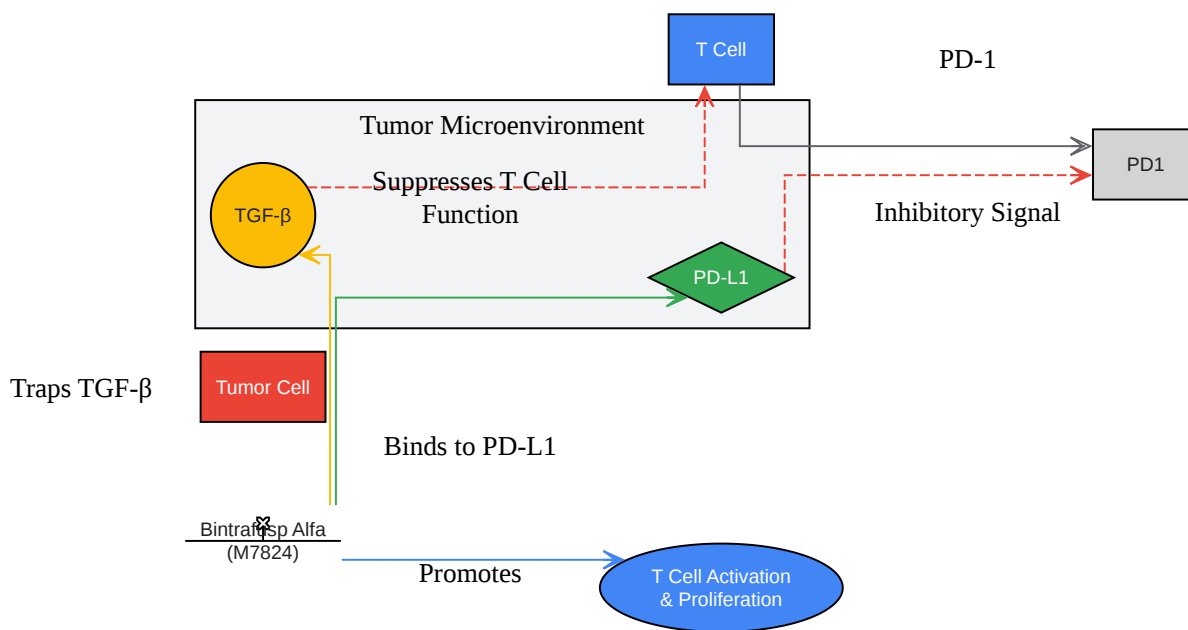 T Cell
PD-1
Tumor Microenvironment
PD1
Suppresses T Cell
Function
TGF-β
Inhibitory Signal
PD-L1
Tumor Cell
Traps TGF-β
Binds to PD-L1
Bintrafusp Alfa
(M7824)
Promotes
T Cell Activation
& Proliferation